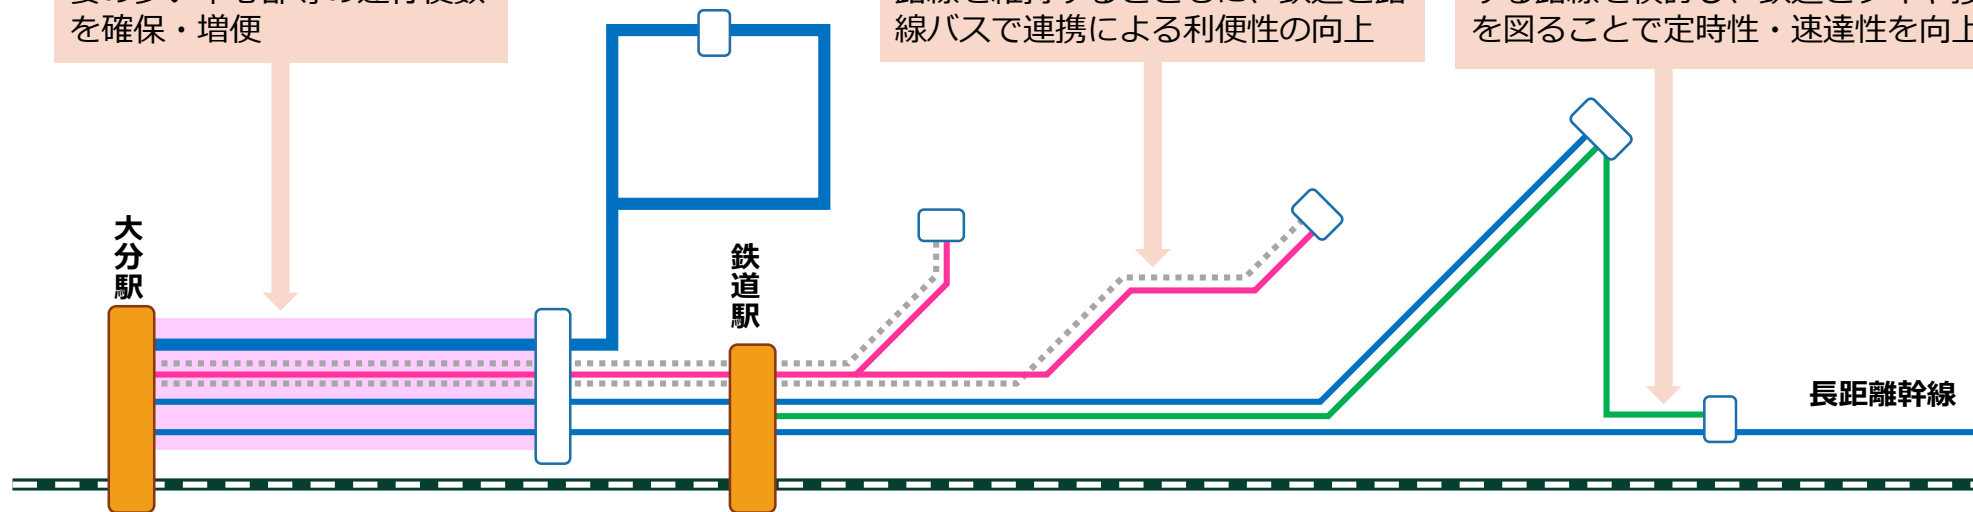 を確保・増便
線バスで連携による利便性の向上
を図ることで定時性・速達性を向上
大分駅
鉄道駅
長距離幹線